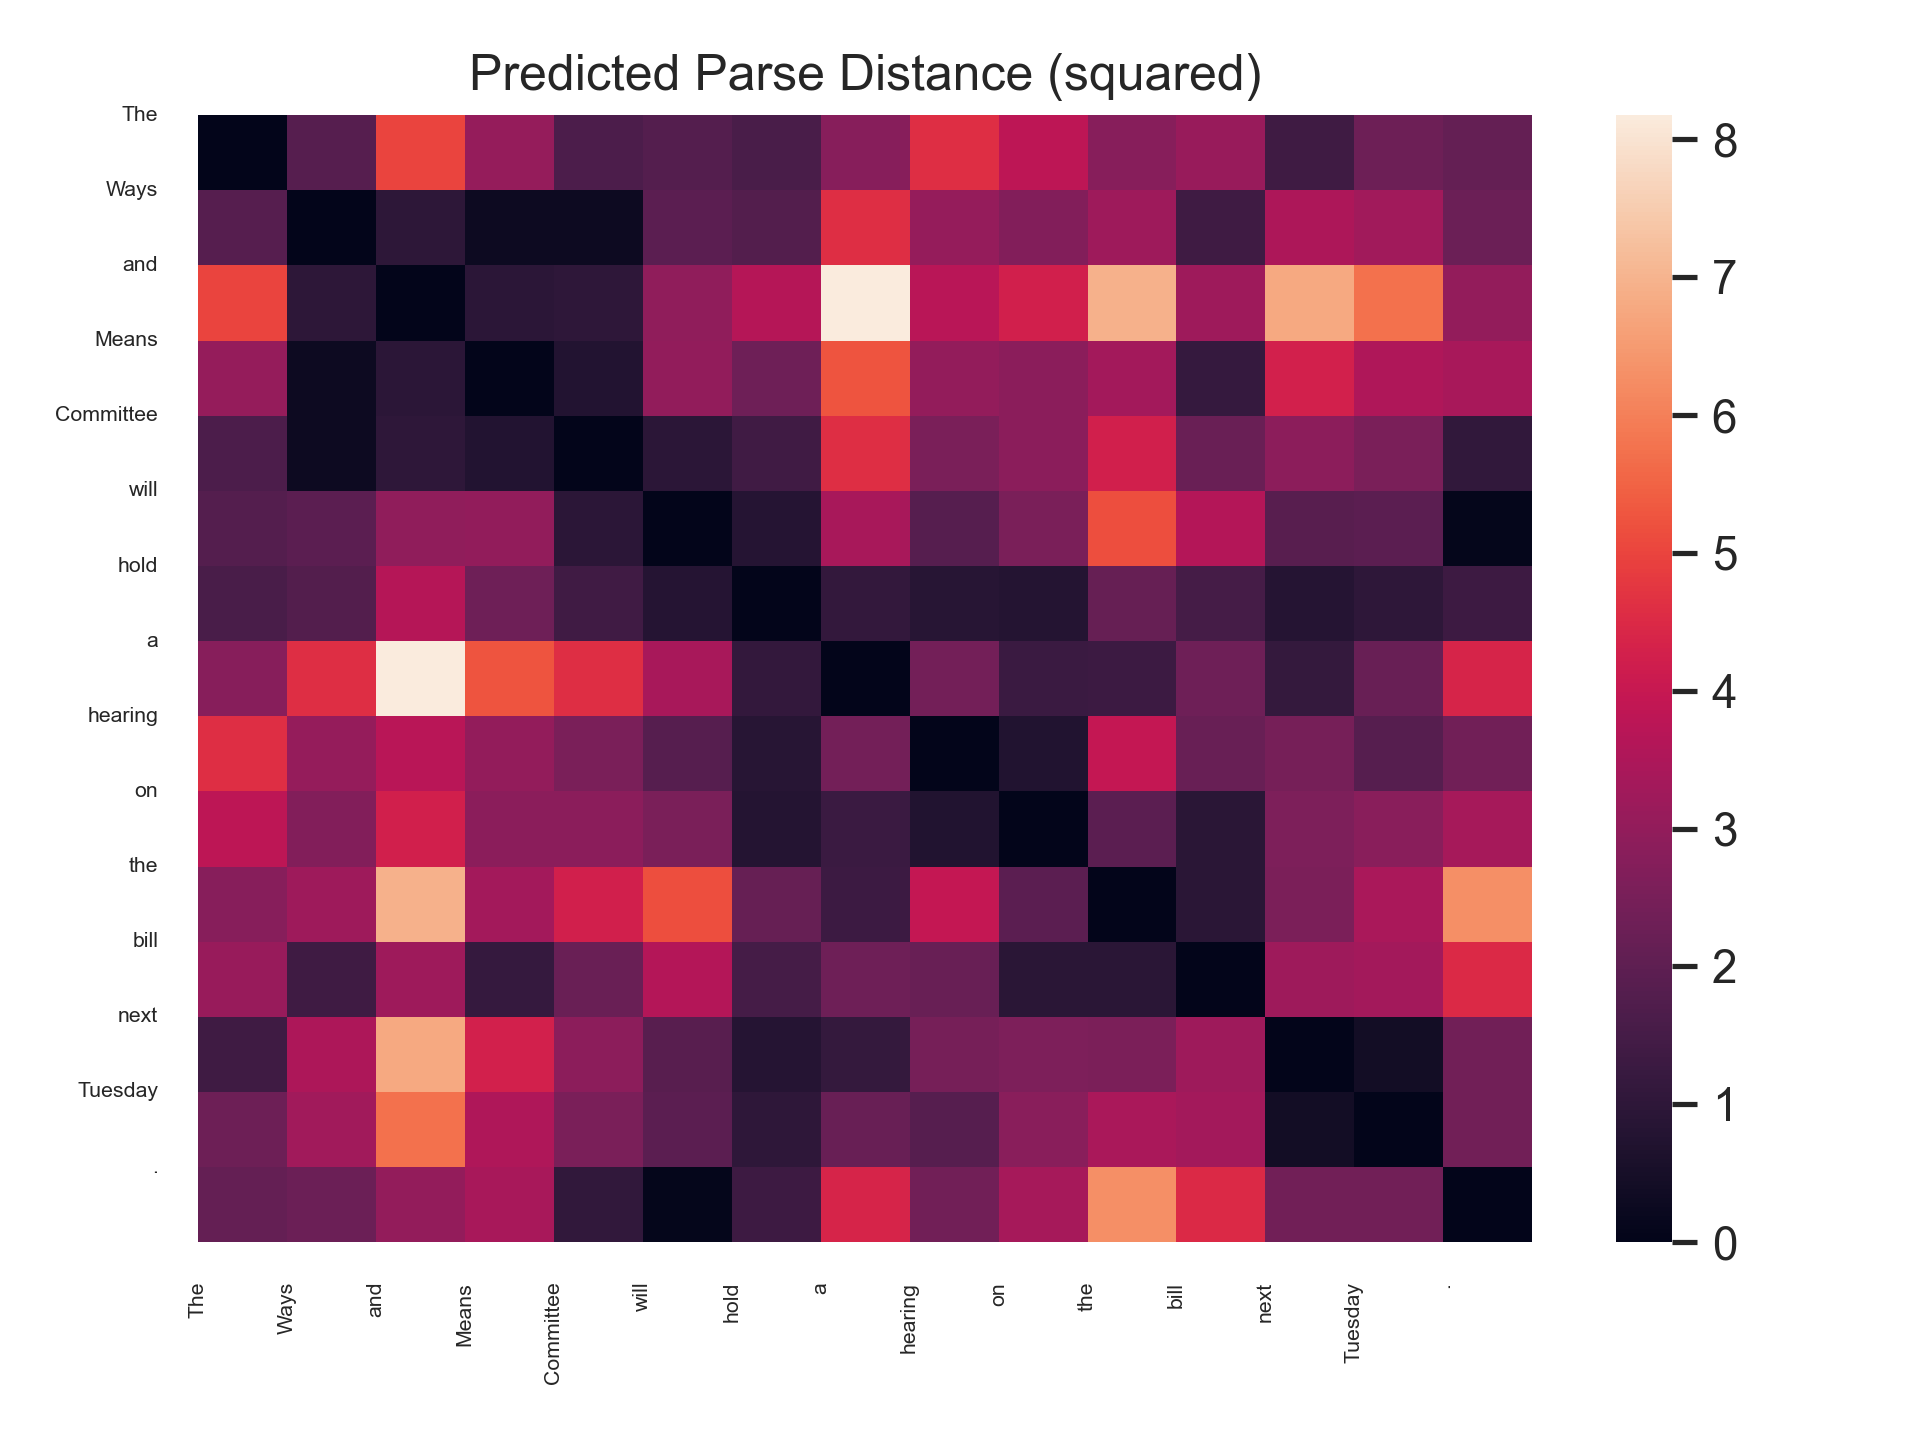 Predicted Parse Distance (squared)
The
Ways
and
Means
Committee
will
hold
a
hearing
on
the
bill
next
Tuesday
.
8
7
6
5
4
3
2
1
0
The
Ways
and
Means
Committee
will
hold
a
hearing
on
the
bill
next
Tuesday
.